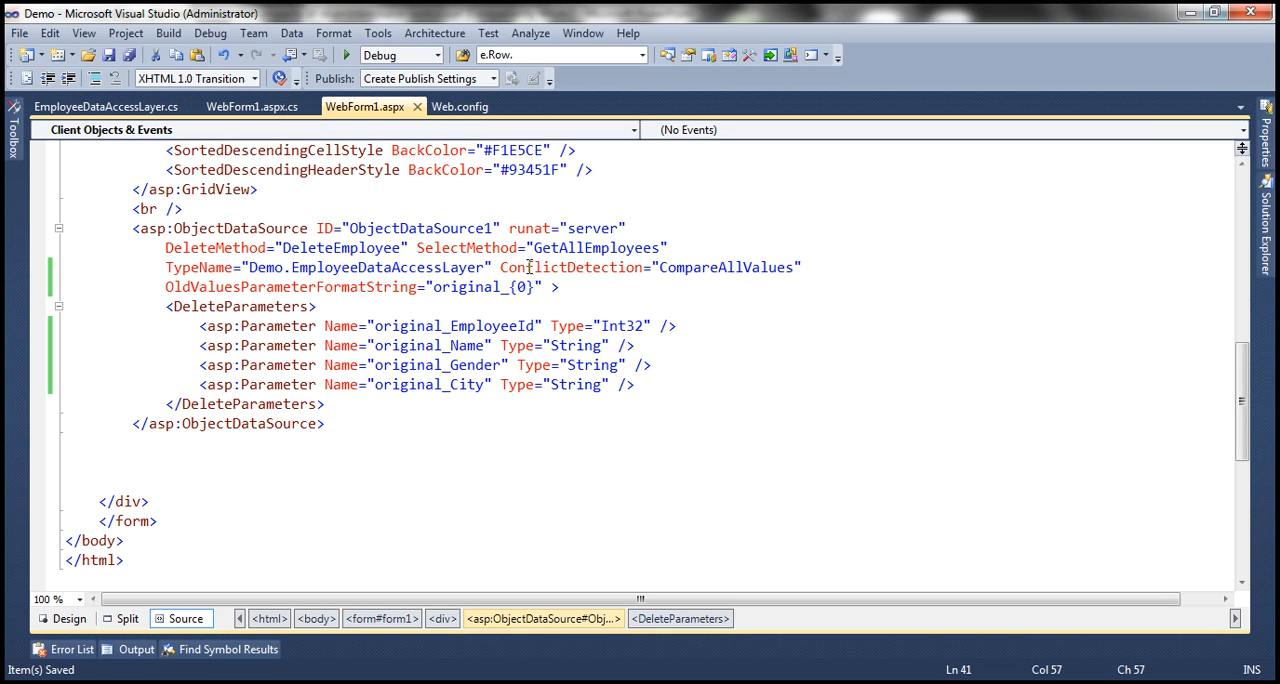 Demo - Microsoft Visual Studio (Administrator)
File Edit View Project Build Debug Team Data Format Tools Architecture Test Analyze Window Help
Debug e.Row.
XHTML 1.0 Transition Publish: Create Publish Settings
EmployeeDataAccessLayer.cs WebForm1.aspx.cs WebForm1.aspx Web.config
Client Objects & Events (No Events)
Toolbox
Properties
Solution Explorer
<SortedDescendingCellStyle BackColor="#F1E5CE" />
<SortedDescendingHeaderStyle BackColor="#93451F" />
</asp:GridView>
<br />
<asp:ObjectDataSource ID="ObjectDataSource1" runat="server"
DeleteMethod="DeleteEmployee" SelectMethod="GetAllEmployees"
TypeName="Demo.EmployeeDataAccessLayer" ConflictDetection="CompareAllValues"
OldValuesParameterFormatString="original_{0}" >
<DeleteParameters>
<asp:Parameter Name="original_EmployeeId" Type="Int32" />
<asp:Parameter Name="original_Name" Type="String" />
<asp:Parameter Name="original_Gender" Type="String" />
<asp:Parameter Name="original_City" Type="String" />
</DeleteParameters>
</asp:ObjectDataSource>
</div>
</form>
</body>
</html>
100 %
Design Split Source <html> <body> <form#form1> <div> <asp:ObjectDataSource#Obj...> <DeleteParameters>
Error List Output Find Symbol Results
Item(s) Saved Ln 41 Col 57 Ch 57 INS